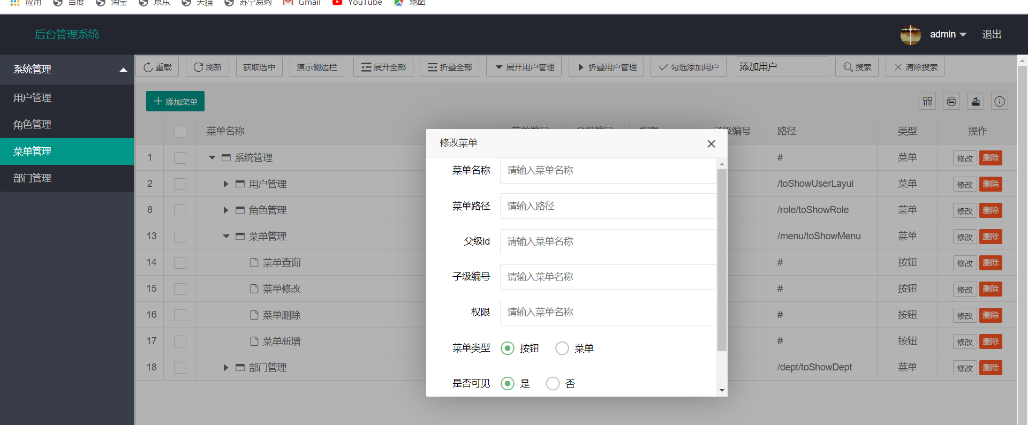 应用 百度 淘宝 京东 天猫 苏宁易购 Gmail YouTube 地图
后台管理系统 admin 退出
系统管理
用户管理
角色管理
菜单管理
部门管理
重载 刷新 获取选中 演示侧边栏 展开全部 折叠全部 展开用户管理 折叠用户管理 勾选添加用户 添加用户 搜索 清除搜索
添加菜单
菜单名称 路径 类型 操作
1 系统管理 # 菜单 修改 删除
2 用户管理 /toShowUserLayui 菜单 修改 删除
8 角色管理 /role/toShowRole 菜单 修改 删除
13 菜单管理 /menu/toShowMenu 菜单 修改 删除
14 菜单查面 # 按钮 修改 删除
15 菜单修改 # 按钮 修改 删除
16 菜单删除 # 按钮 修改 删除
17 菜单新增 # 按钮 修改 删除
18 部门管理 /dept/toShowDept 菜单 修改 删除
修改菜单
菜单名称 请输入菜单名称
菜单路径 请输入路径
父级Id 请输入菜单名称
子级编号 请输入菜单名称
权限 请输入菜单名称
菜单类型 按钮 菜单
是否可见 是 否